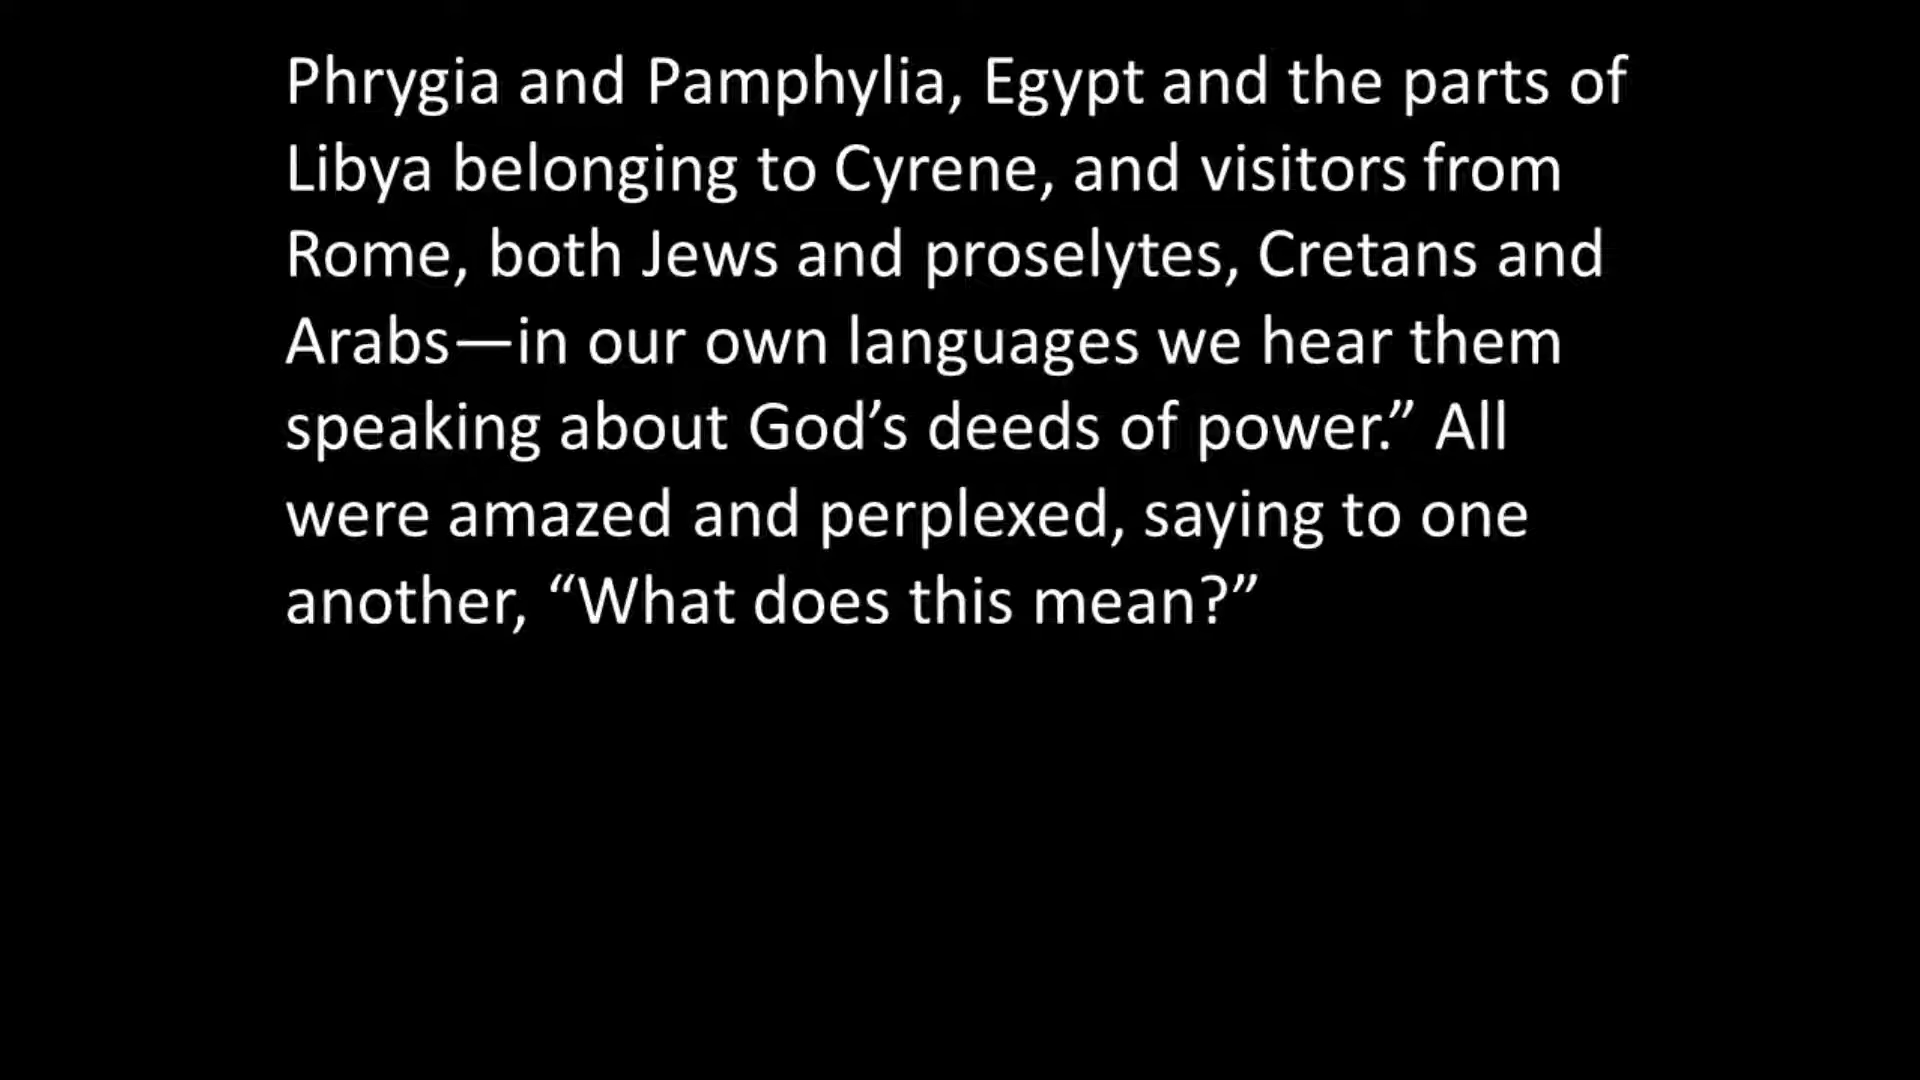 Phrygia and Pamphylia, Egypt and the parts of
Libya belonging to Cyrene, and visitors from
Rome, both Jews and proselytes, Cretans and
Arabs—in our own languages we hear them
speaking about God’s deeds of power.” All
were amazed and perplexed, saying to one
another, “What does this mean?”